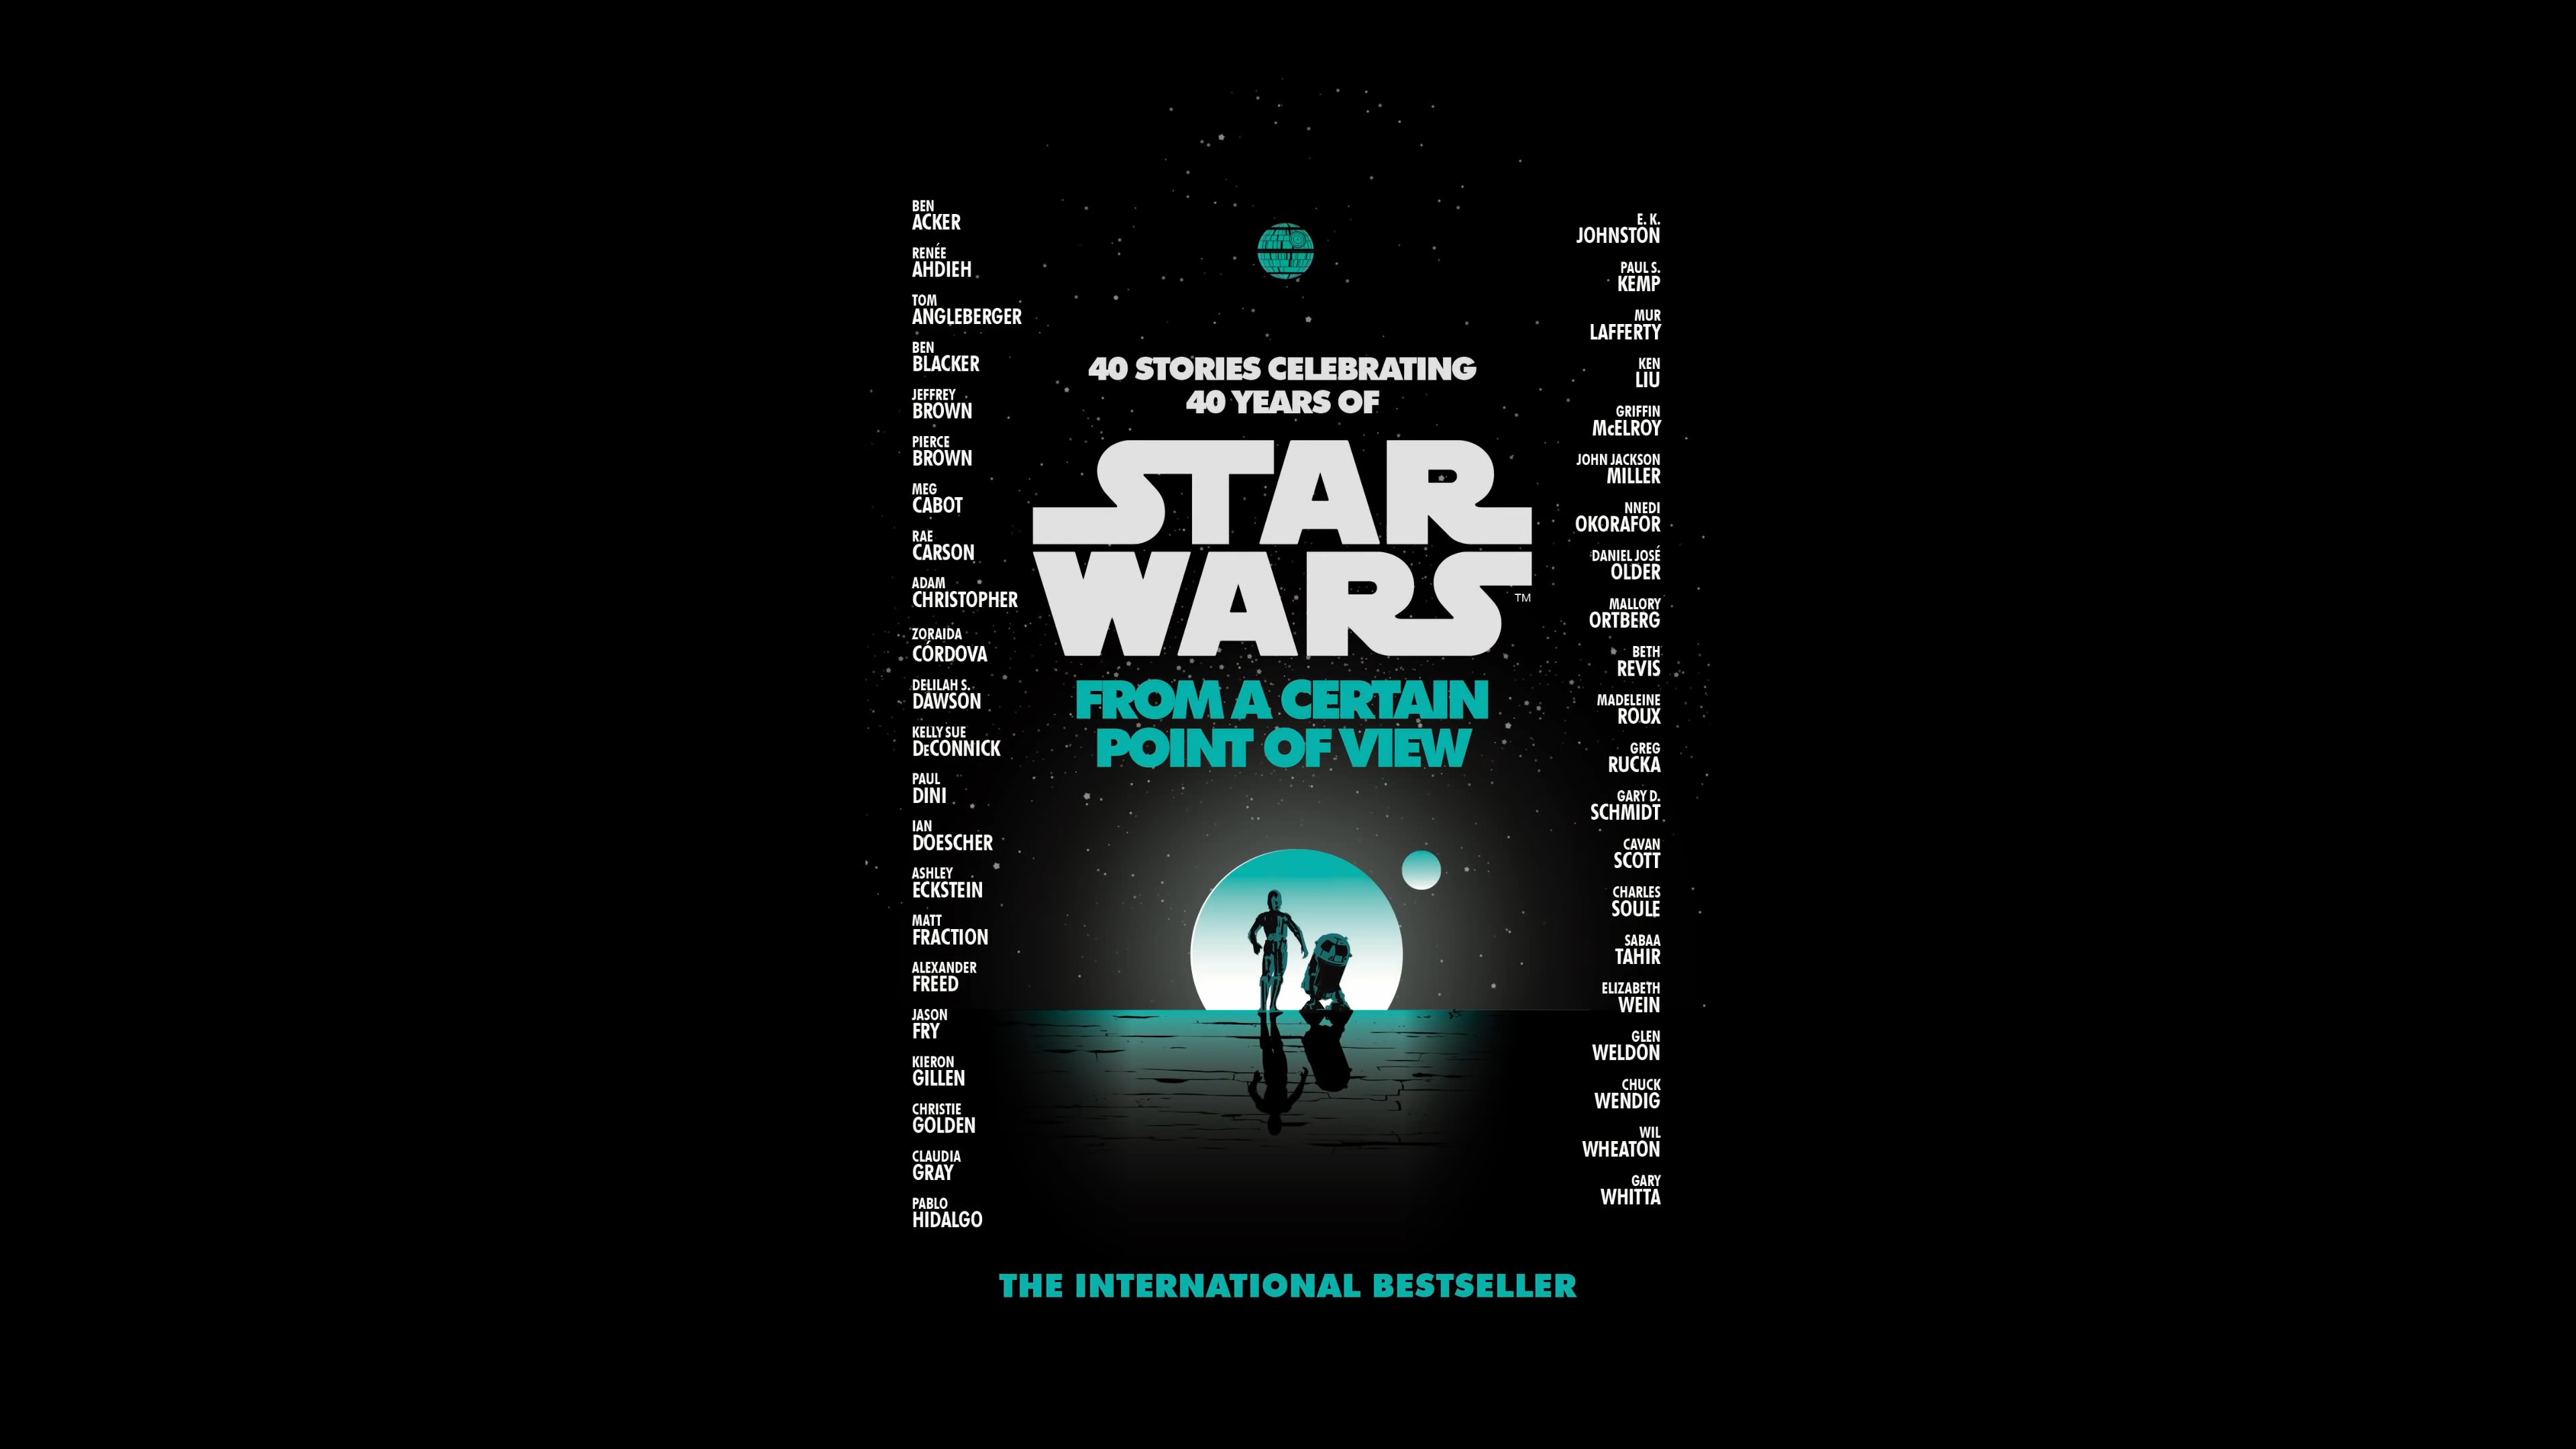 BEN
ACKER
RENÉE
AHDIEH
TOM
ANGLEBERGER
BEN
BLACKER
JEFFREY
BROWN
PIERCE
BROWN
MEG
CABOT
RAE
CARSON
ADAM
CHRISTOPHER
ZORAIDA
CÓRDOVA
DELILAH S.
DAWSON
KELLY SUE
DeCONNICK
PAUL
DINI
IAN
DOESCHER
ASHLEY
ECKSTEIN
MATT
FRACTION
ALEXANDER
FREED
JASON
FRY
KIERON
GILLEN
CHRISTIE
GOLDEN
CLAUDIA
GRAY
PABLO
HIDALGO
40 STORIES CELEBRATING
40 YEARS OF
STAR
WARS™
FROM A CERTAIN
POINT OF VIEW
E. K.
JOHNSTON
PAUL S.
KEMP
MUR
LAFFERTY
KEN
LIU
GRIFFIN
McELROY
JOHN JACKSON
MILLER
NNEDI
OKORAFOR
DANIEL JOSÉ
OLDER
MALLORY
ORTBERG
BETH
REVIS
MADELEINE
ROUX
GREG
RUCKA
GARY D.
SCHMIDT
CAVAN
SCOTT
CHARLES
SOULE
SABAA
TAHIR
ELIZABETH
WEIN
GLEN
WELDON
CHUCK
WENDIG
WIL
WHEATON
GARY
WHITTA
THE INTERNATIONAL BESTSELLER